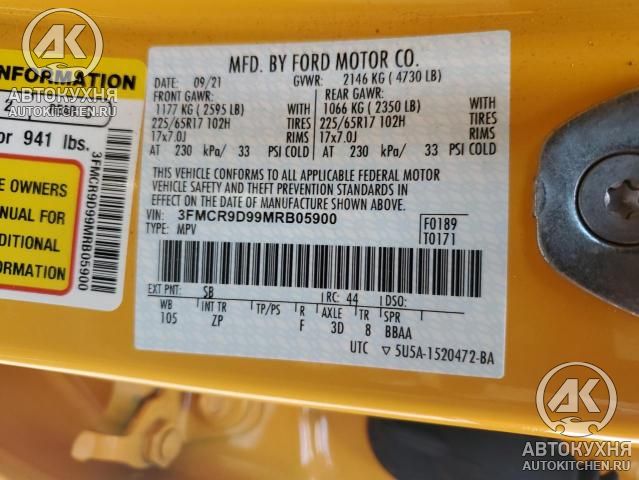 AK
АВТОКУХНЯ
AUTOKITCHEN.RU
INFORMATION
2
or 941 lbs.
E OWNERS
ANUAL FOR
DDITIONAL
FORMATION
3FMCR9D99MRB05900
MFD. BY FORD MOTOR CO.
DATE: 09/21 GVWR: 2146 KG ( 4730 LB)
FRONT GAWR: REAR GAWR:
1177 KG ( 2595 LB) WITH 1066 KG ( 2350 LB) WITH
225/65R17 102H TIRES 225/65R17 102H TIRES
17x7.0J RIMS 17x7.0J RIMS
AT 230 kPa/ 33 PSI COLD AT 230 kPa/ 33 PSI COLD
THIS VEHICLE CONFORMS TO ALL APPLICABLE FEDERAL MOTOR
VEHICLE SAFETY AND THEFT PREVENTION STANDARDS IN
EFFECT ON THE DATE OF MANUFACTURE SHOWN ABOVE.
VIN: 3FMCR9D99MRB05900 F0189
TYPE: MPV T0171
EXT PNT: SB RC: 44 DSO:
WB INT TR TP/PS R AXLE TR SPR
105 ZP F 3D 8 BBAA
UTC ▽ 5U5A-1520472-BA
AK
АВТОКУХНЯ
AUTOKITCHEN.RU